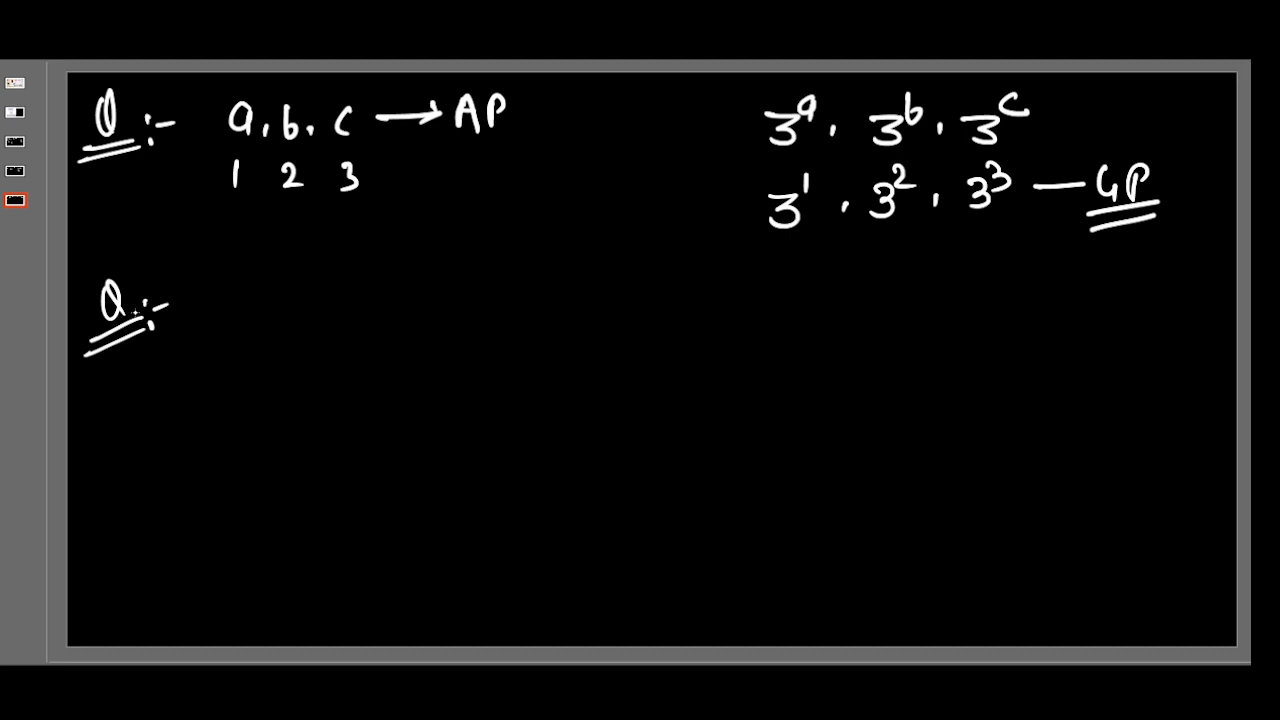 Q :- a, b, c → AP 3^a, 3^b, 3^c
1 2 3 3^1, 3^2, 3^3 — GP
Q :-